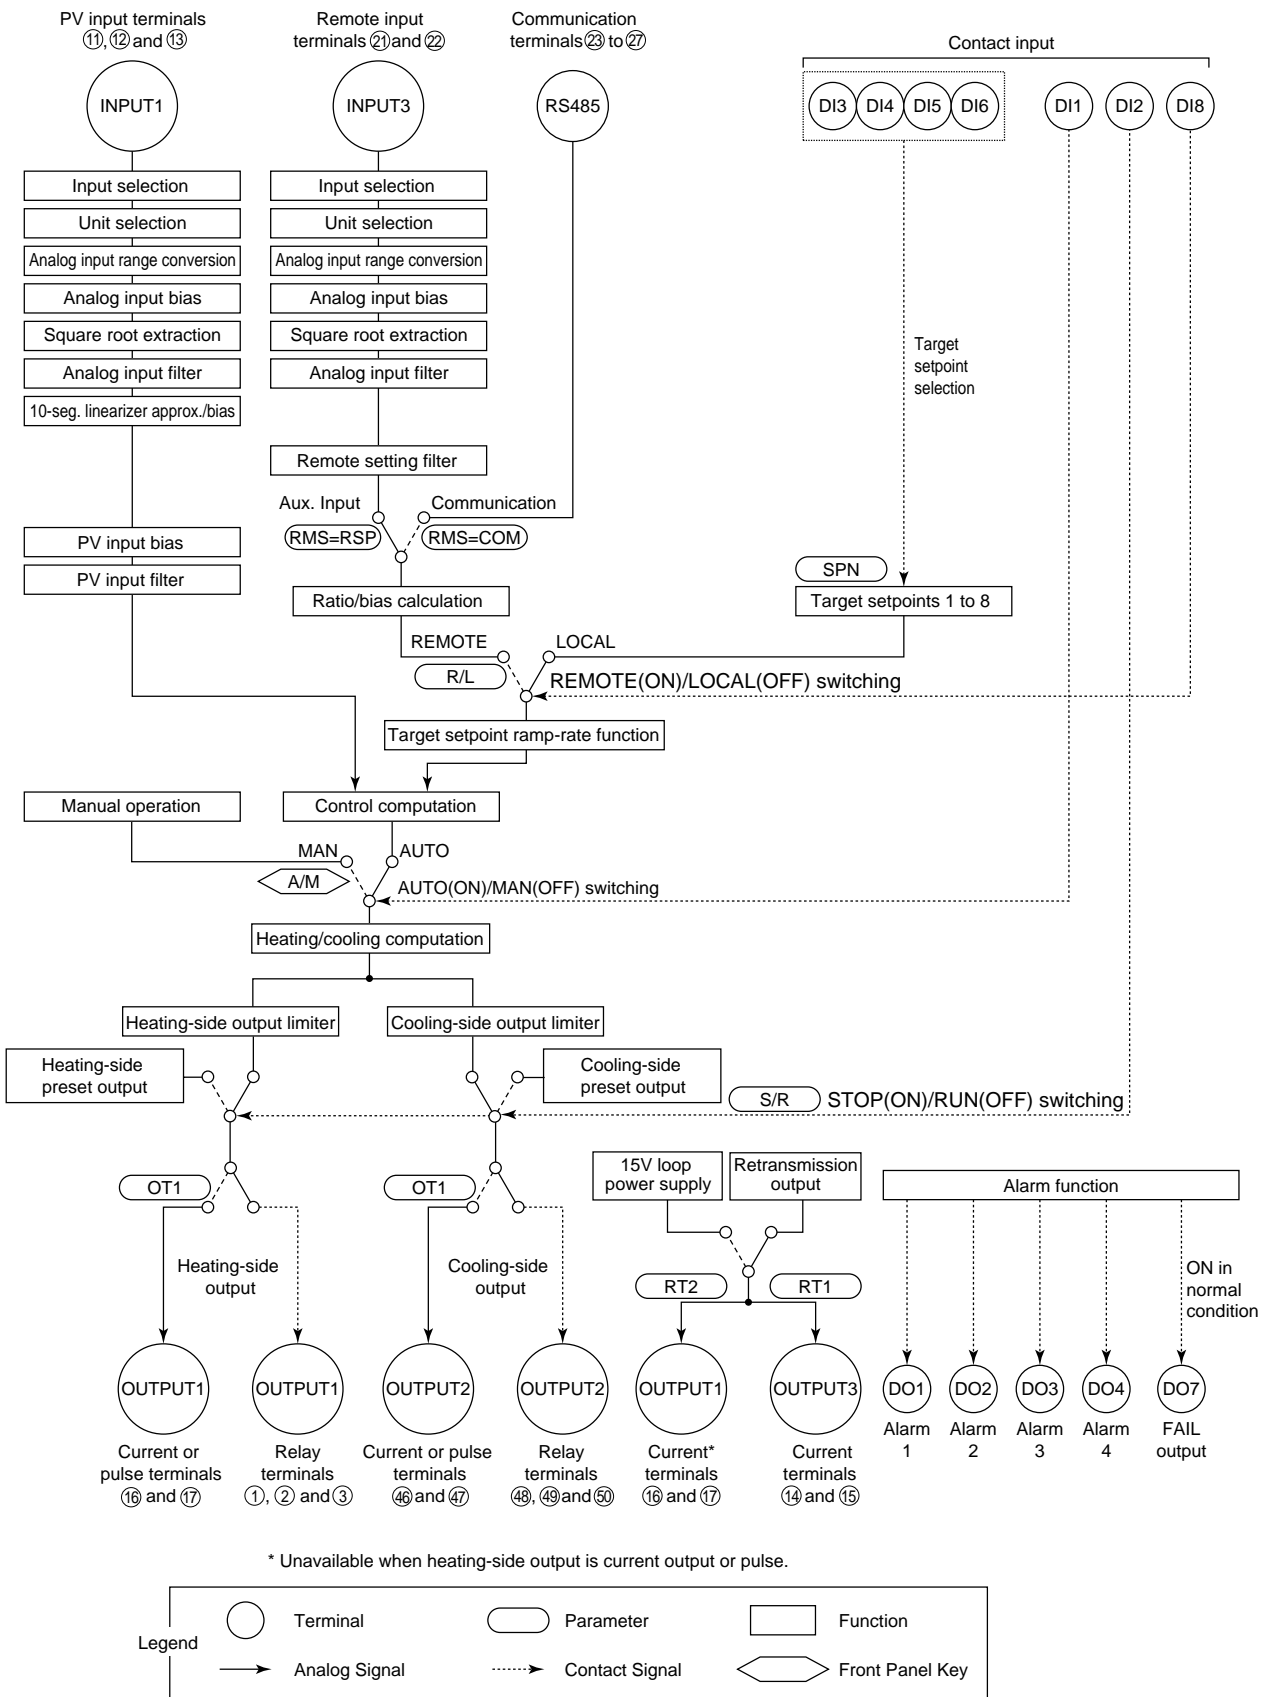 PV input terminals
⑪, ⑫ and ⑬
Remote input
terminals ㉑ and ㉒
Communication
terminals ㉓ to ㉗
Contact input
INPUT1
INPUT3
RS485
DI3
DI4
DI5
DI6
DI1
DI2
DI8
Input selection
Unit selection
Analog input range conversion
Analog input bias
Square root extraction
Analog input filter
10-seg. linearizer approx./bias
Input selection
Unit selection
Analog input range conversion
Analog input bias
Square root extraction
Analog input filter
Target
setpoint
selection
Remote setting filter
Aux. Input
Communication
RMS=RSP
RMS=COM
PV input bias
PV input filter
SPN
Ratio/bias calculation
Target setpoints 1 to 8
REMOTE
LOCAL
R/L
REMOTE(ON)/LOCAL(OFF) switching
Target setpoint ramp-rate function
Manual operation
Control computation
MAN
AUTO
A/M
AUTO(ON)/MAN(OFF) switching
Heating/cooling computation
Heating-side output limiter
Cooling-side output limiter
Heating-side
preset output
Cooling-side
preset output
S/R
STOP(ON)/RUN(OFF) switching
OT1
OT1
15V loop
power supply
Retransmission
output
Alarm function
Heating-side
output
Cooling-side
output
RT2
RT1
ON in
normal
condition
OUTPUT1
OUTPUT1
OUTPUT2
OUTPUT2
OUTPUT1
OUTPUT3
DO1
DO2
DO3
DO4
DO7
Alarm
1
Alarm
2
Alarm
3
Alarm
4
FAIL
output
Current or
pulse terminals
⑯ and ⑰
Relay
terminals
①, ② and ③
Current or pulse
terminals
㊻ and ㊼
Relay
terminals
㊽, ㊾ and ㊿
Current*
terminals
⑯ and ⑰
Current
terminals
⑭ and ⑮
* Unavailable when heating-side output is current output or pulse.
Legend
Terminal
Parameter
Function
Analog Signal
Contact Signal
Front Panel Key